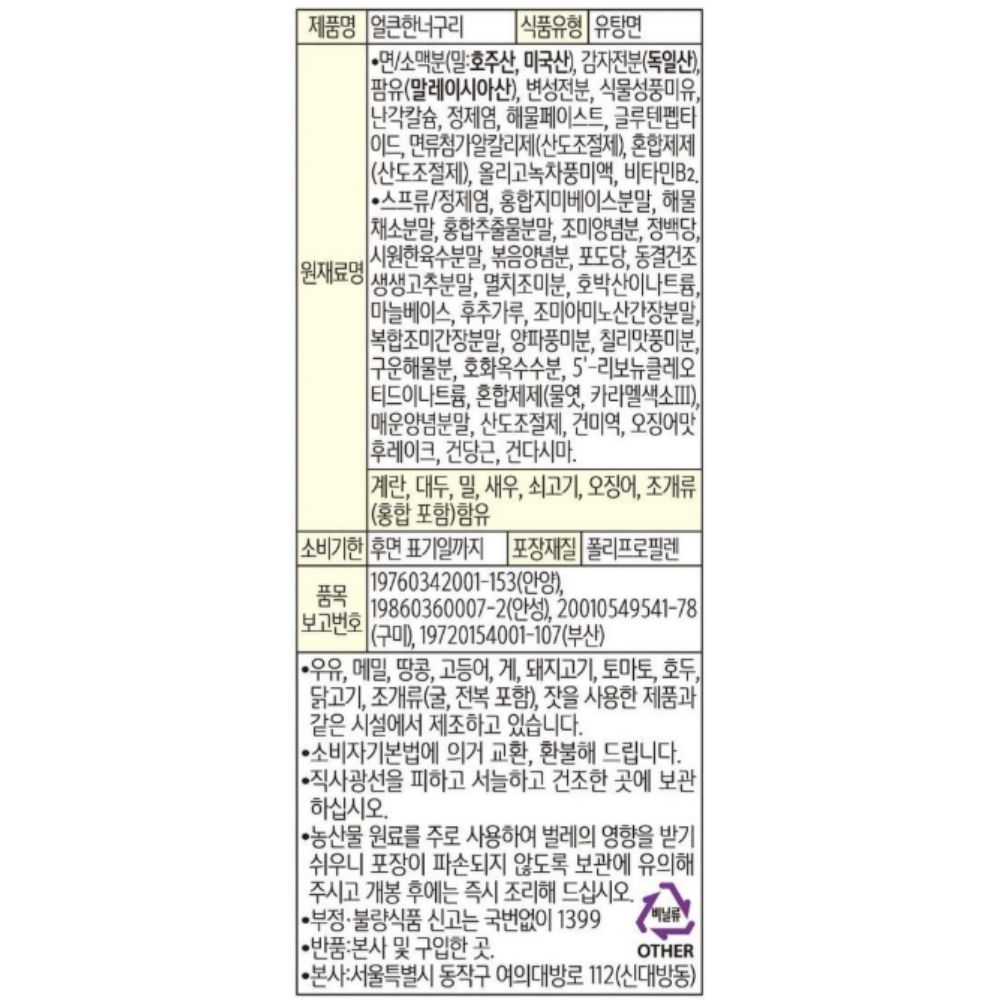 제품명 얼큰한너구리 식품유형 유탕면
원재료명
•면/소맥분(밀:호주산, 미국산), 감자전분(독일산),
팜유(말레이시아산), 변성전분, 식물성풍미유,
난각칼슘, 정제염, 해물페이스트, 글루텐펩타
이드, 면류첨가알칼리제(산도조절제), 혼합제제
(산도조절제), 올리고녹차풍미액, 비타민B₂.
•스프류/정제염, 홍합지미베이스분말, 해물
채소분말, 홍합추출물분말, 조미양념분, 정백당,
시원한육수분말, 볶음양념분, 포도당, 동결건조
생생고추분말, 멸치조미분, 호박산이나트륨,
마늘베이스, 후추가루, 조미아미노산간장분말,
복합조미간장분말, 양파풍미분, 칠리맛풍미분,
구운해물분, 호화옥수수분, 5'-리보뉴클레오
티드이나트륨, 혼합제제(물엿, 카라멜색소III),
매운양념분말, 산도조절제, 건미역, 오징어맛
후레이크, 건당근, 건다시마.
계란, 대두, 밀, 새우, 쇠고기, 오징어, 조개류
(홍합 포함)함유
소비기한 후면 표기일까지 포장재질 폴리프로필렌
품목
보고번호
19760342001-153(안양),
19860360007-2(안성), 20010549541-78
(구미), 19720154001-107(부산)
•우유, 메밀, 땅콩, 고등어, 게, 돼지고기, 토마토, 호두,
닭고기, 조개류(굴, 전복 포함), 잣을 사용한 제품과
같은 시설에서 제조하고 있습니다.
•소비자기본법에 의거 교환, 환불해 드립니다.
•직사광선을 피하고 서늘하고 건조한 곳에 보관
하십시오.
•농산물 원료를 주로 사용하여 벌레의 영향을 받기
쉬우니 포장이 파손되지 않도록 보관에 유의해
주시고 개봉 후에는 즉시 조리해 드십시오.
•부정·불량식품 신고는 국번없이 1399
•반품:본사 및 구입한 곳.
•본사:서울특별시 동작구 여의대방로 112(신대방동)
비닐류
OTHER